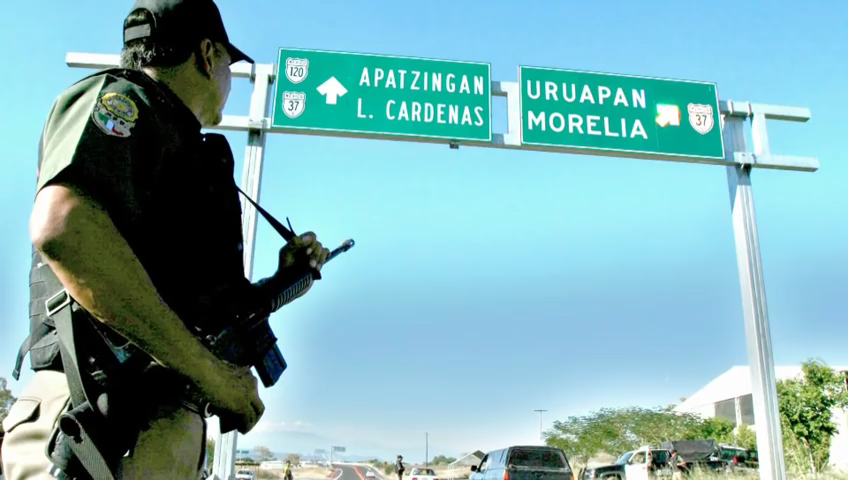 120
37
APATZINGAN
L. CARDENAS
URUAPAN
MORELIA
37